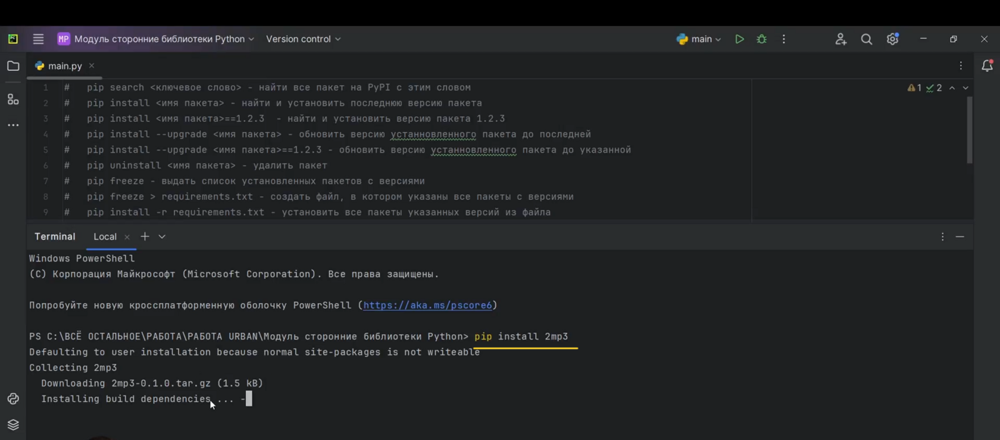 PC MP Модуль сторонние библиотеки Python Version control main
main.py
1 # pip search <ключевое слово> - найти все пакет на PyPI с этим словом
1 2
2 # pip install <имя пакета> - найти и установить последнюю версию пакета
3 # pip install <имя пакета>==1.2.3 - найти и установить версию пакета 1.2.3
4 # pip install --upgrade <имя пакета> - обновить версию устанновленного пакета до последней
5 # pip install --upgrade <имя пакета>==1.2.3 - обновить версию устанновленного пакета до указанной
6 # pip uninstall <имя пакета> - удалить пакет
7 # pip freeze - выдать список установленных пакетов с версиями
8 # pip freeze > requirements.txt - создать файл, в котором указаны все пакеты с версиями
9 # pip install -r requirements.txt - установить все пакеты указанных версий из файла
Terminal Local
Windows PowerShell
(C) Корпорация Майкрософт (Microsoft Corporation). Все права защищены.
Попробуйте новую кроссплатформенную оболочку PowerShell (https://aka.ms/pscore6)
PS C:\ВСЁ ОСТАЛЬНОЕ\РАБОТА\РАБОТА URBAN\Модуль сторонние библиотеки Python> pip install 2mp3
Defaulting to user installation because normal site-packages is not writeable
Collecting 2mp3
Downloading 2mp3-0.1.0.tar.gz (1.5 kB)
Installing build dependencies ... -